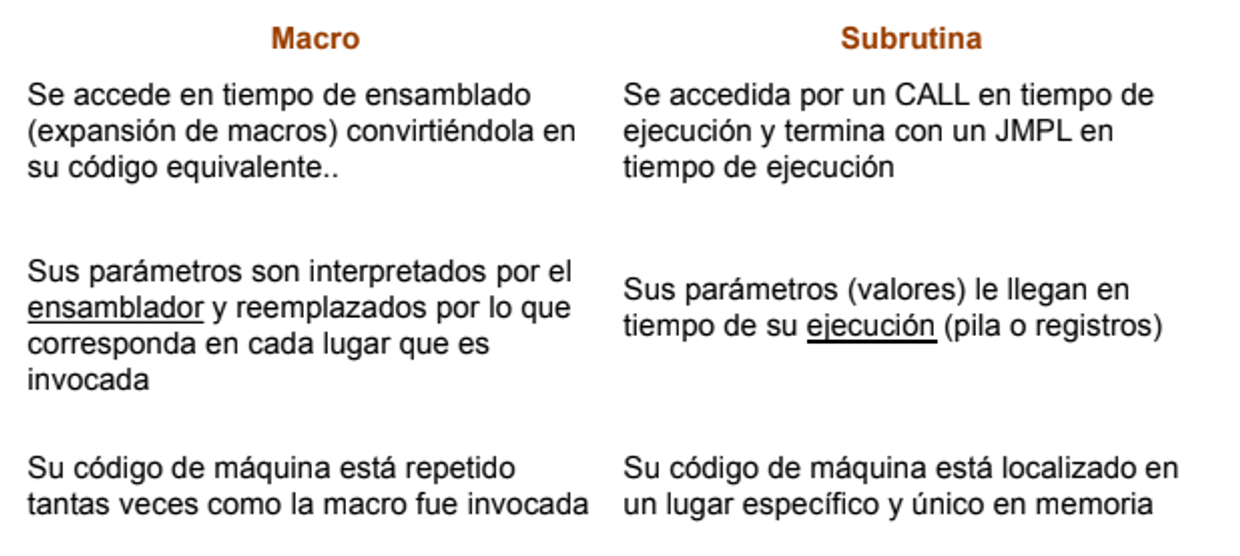 Macro
Se accede en tiempo de ensamblado
(expansión de macros) convirtiéndola en
su código equivalente..
Sus parámetros son interpretados por el
ensamblador y reemplazados por lo que
corresponda en cada lugar que es
invocada
Su código de máquina está repetido
tantas veces como la macro fue invocada
Subrutina
Se accedida por un CALL en tiempo de
ejecución y termina con un JMPL en
tiempo de ejecución
Sus parámetros (valores) le llegan en
tiempo de su ejecución (pila o registros)
Su código de máquina está localizado en
un lugar específico y único en memoria